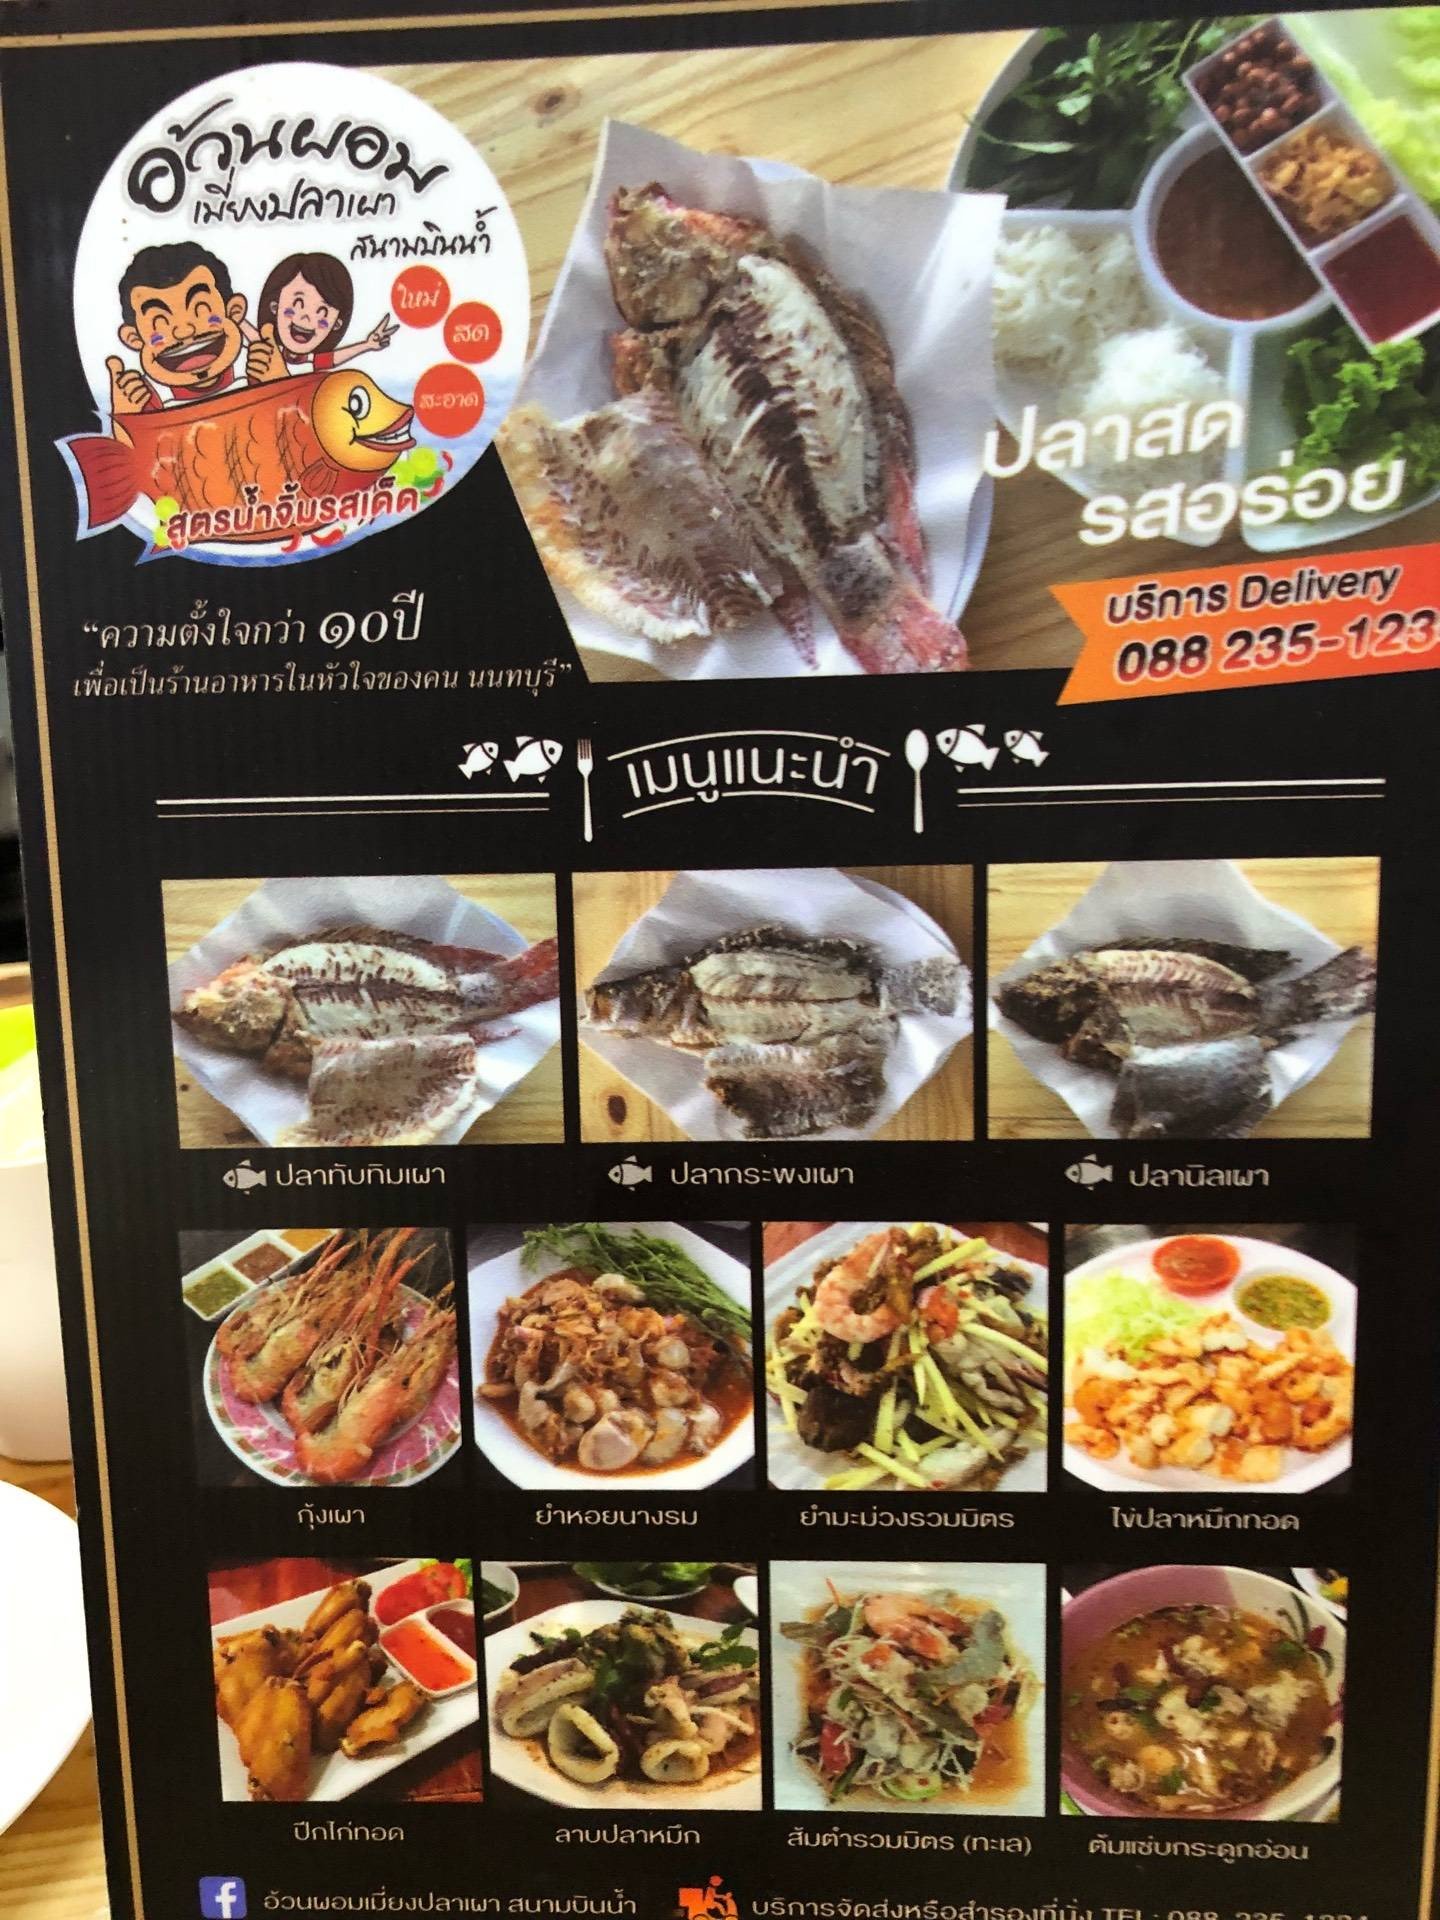 อ้วนผอม
เมี่ยงปลาเผา
สนามบินน้ำ
ใหม่
สด
สะอาด
สูตรน้ำจิ้มรสเด็ด
"ความตั้งใจกว่า ๑๐ปี
เพื่อเป็นร้านอาหารในหัวใจของคน นนทบุรี"
ปลาสด
รสอร่อย
บริการ Delivery
088 235-123
เมนูแนะนำ
ปลาทับทิมเผา
ปลากระพงเผา
ปลานิลเผา
กุ้งเผา
ยำหอยนางรม
ยำมะม่วงรวมมิตร
ไข่ปลาหมึกทอด
ปีกไก่ทอด
ลาบปลาหมึก
ส้มตำรวมมิตร (ทะเล)
ต้มแซ่บกระดูกอ่อน
อ้วนผอมเมี่ยงปลาเผา สนามบินน้ำ
บริการจัดส่งหรือสำรองที่นั่ง TEL: 088 235 1234